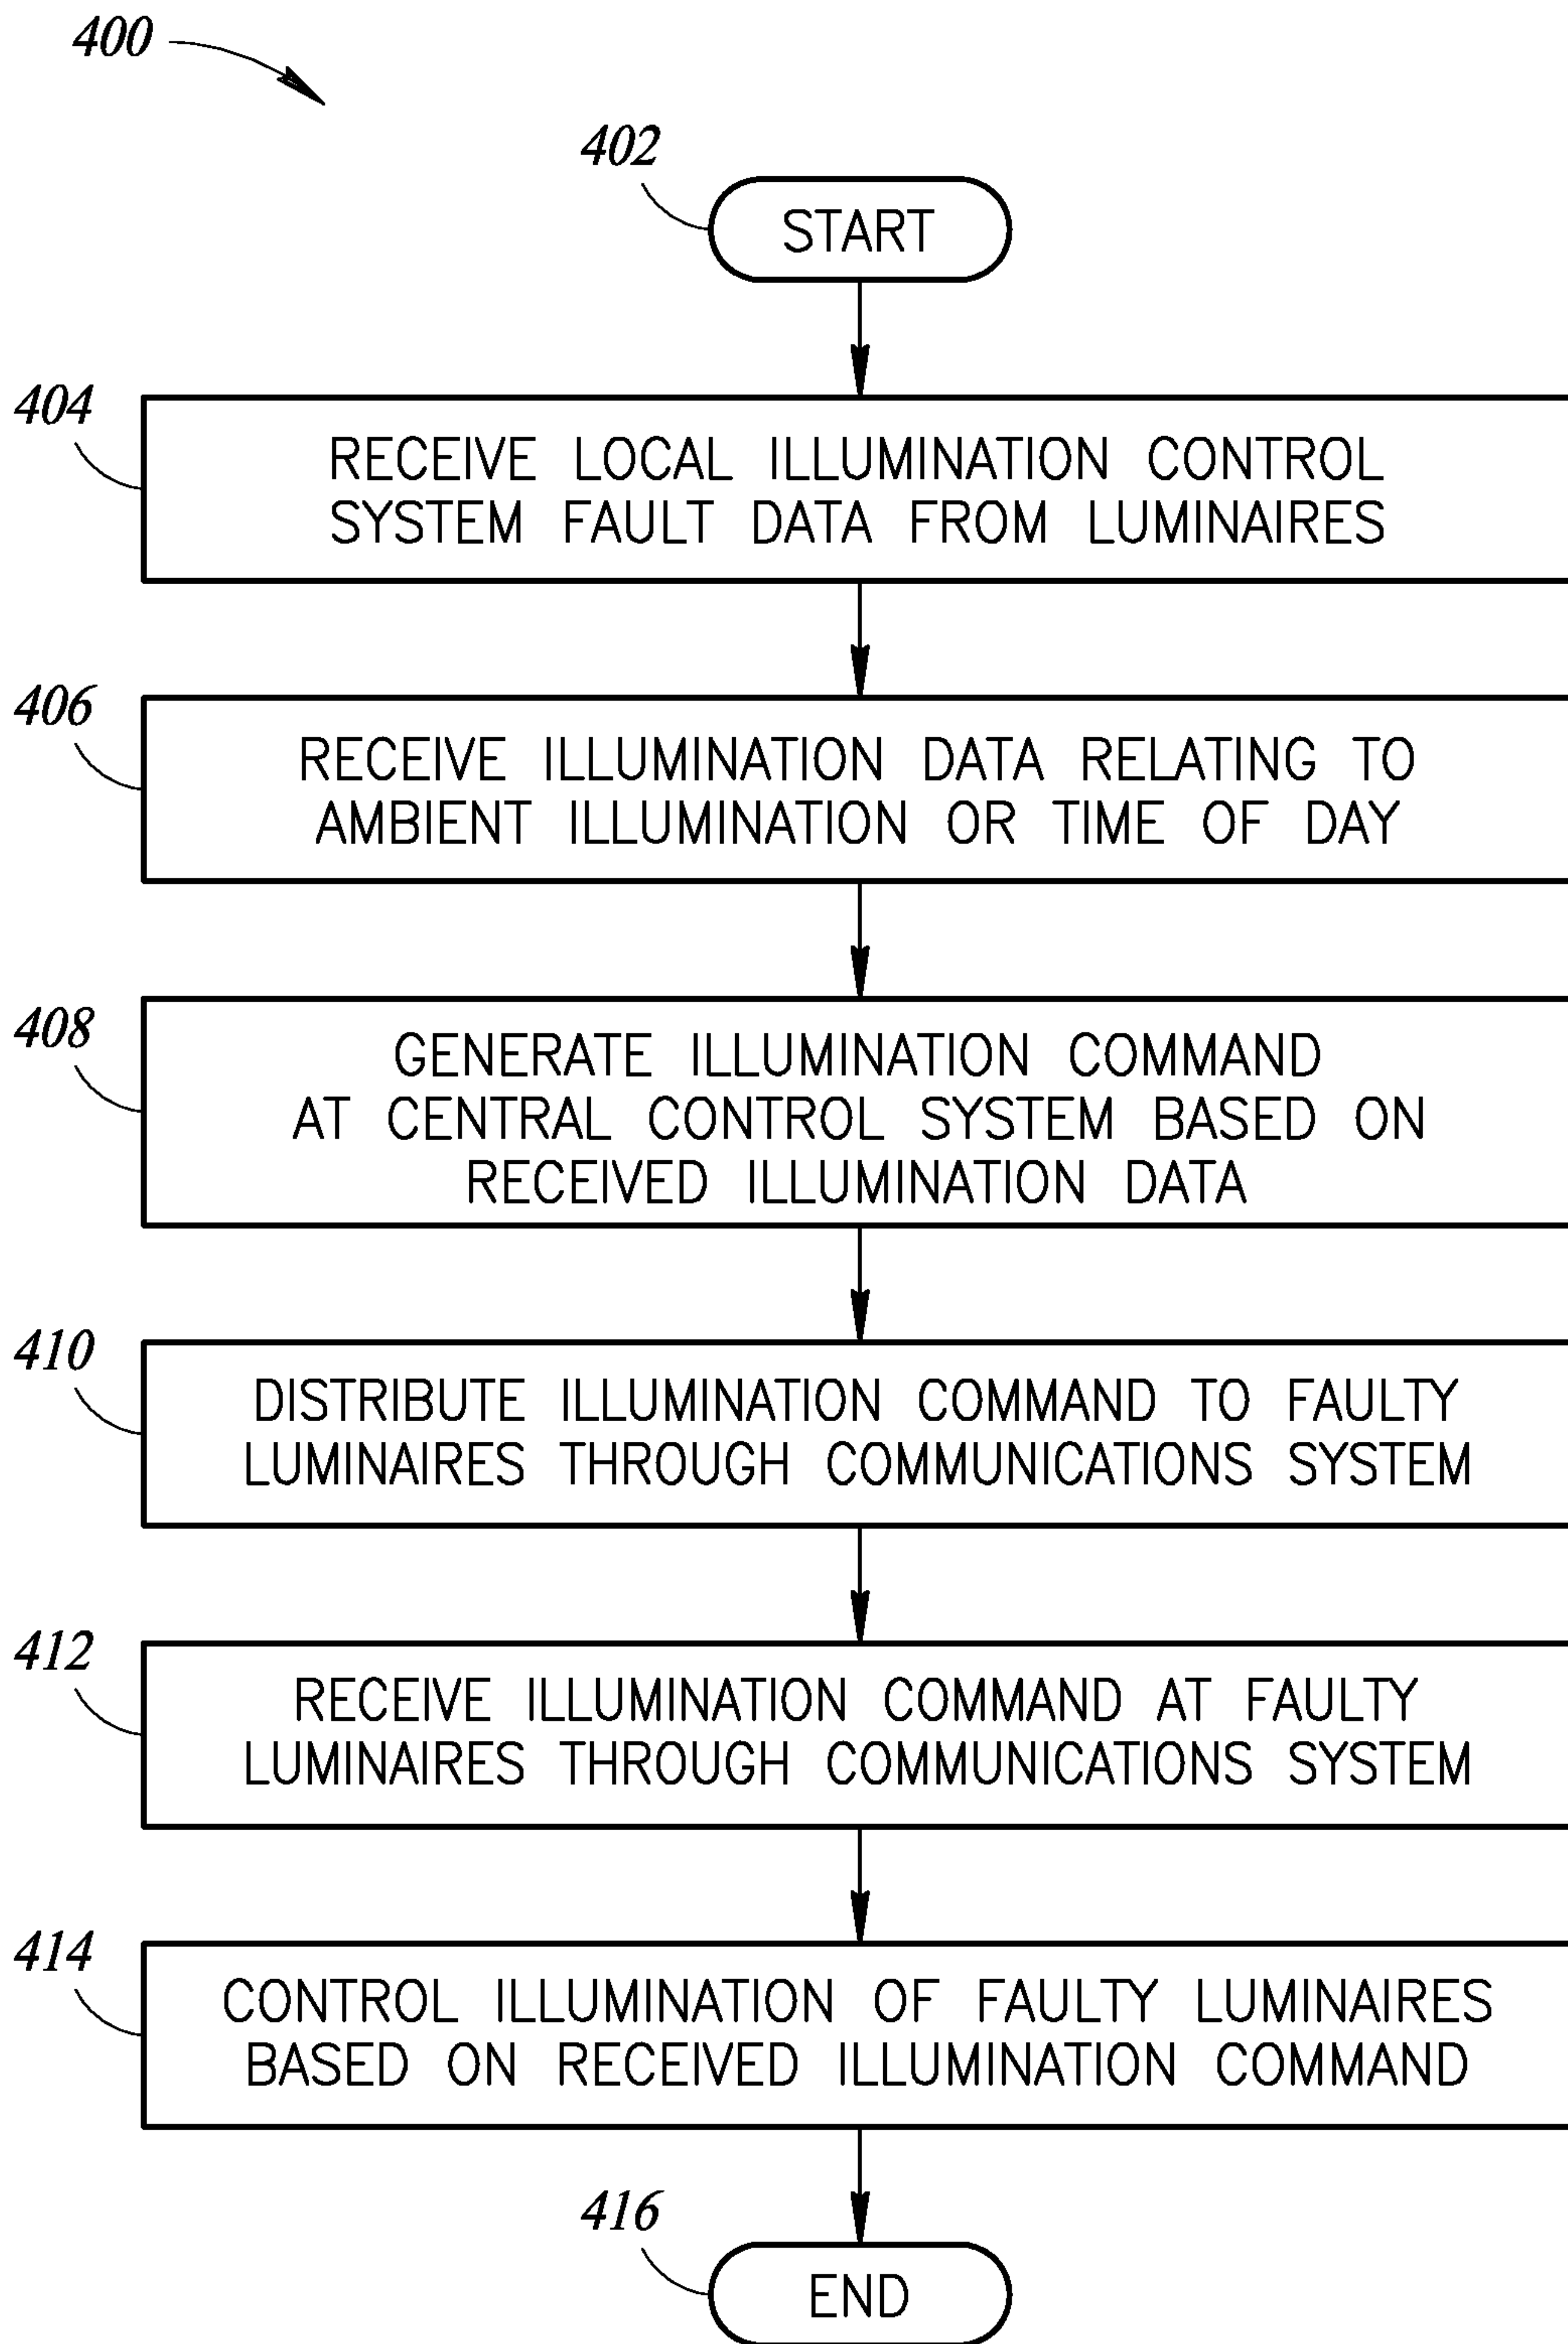 400
402
START
404
RECEIVE LOCAL ILLUMINATION CONTROL
SYSTEM FAULT DATA FROM LUMINAIRES
406
RECEIVE ILLUMINATION DATA RELATING TO
AMBIENT ILLUMINATION OR TIME OF DAY
408
GENERATE ILLUMINATION COMMAND
AT CENTRAL CONTROL SYSTEM BASED ON
RECEIVED ILLUMINATION DATA
410
DISTRIBUTE ILLUMINATION COMMAND TO FAULTY
LUMINAIRES THROUGH COMMUNICATIONS SYSTEM
412
RECEIVE ILLUMINATION COMMAND AT FAULTY
LUMINAIRES THROUGH COMMUNICATIONS SYSTEM
414
CONTROL ILLUMINATION OF FAULTY LUMINAIRES
BASED ON RECEIVED ILLUMINATION COMMAND
416
END